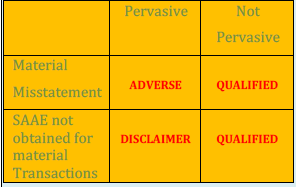 Pervasive Not
Pervasive
Material
Misstatement ADVERSE QUALIFIED
SAAE not
obtained for
material
Transactions DISCLAIMER QUALIFIED